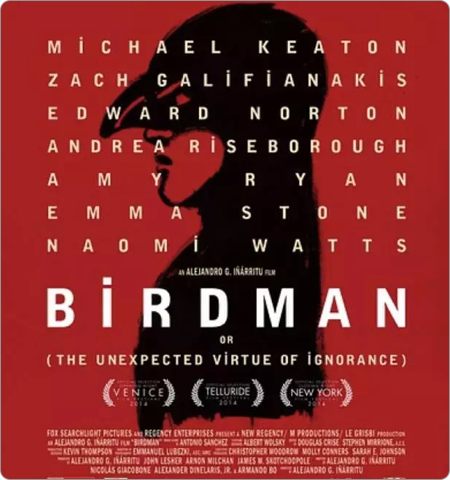 MiCHAEL KEATON
ZACH GALiFiANAKiS
EDWARD NORTON
ANDREA RiSEBOROUGH
AMY RYAN
EMMA STONE
NAOMi WATTS
AN ALEJANDRO G. IÑÁRRITU FILM
BiRDMAN
OR
(THE UNEXPECTED ViRTUE OF iGNORANCE)
VENICE TELLURIDE NEW YORK
2014 2014 2014
FOX SEARCHLIGHT PICTURES AND REGENCY ENTERPRISES PRESENT A NEW REGENCY/ M PRODUCTIONS/ LE GRISBI PRODUCTION
AN ALEJANDRO G. IÑÁRRITU FILM "BIRDMAN" ANTONIO SANCHEZ ALBERT WOLSKY DOUGLAS CRISE STEPHEN MIRRIONE, A.C.E.
KEVIN THOMPSON EMMANUEL LUBEZKI, CHRISTOPHER WOODROW MOLLY CONNERS SARAH E. JOHNSON
ALEJANDRO G. IÑÁRRITU JOHN LESHER ARNON MILCHAN JAMES W. SKOTCHDOPOLE ALEJANDRO G. IÑÁRRITU
NICOLÁS GIACOBONE ALEXANDER DINELARIS, JR. & ARMANDO BO ALEJANDRO G. IÑÁRRITU